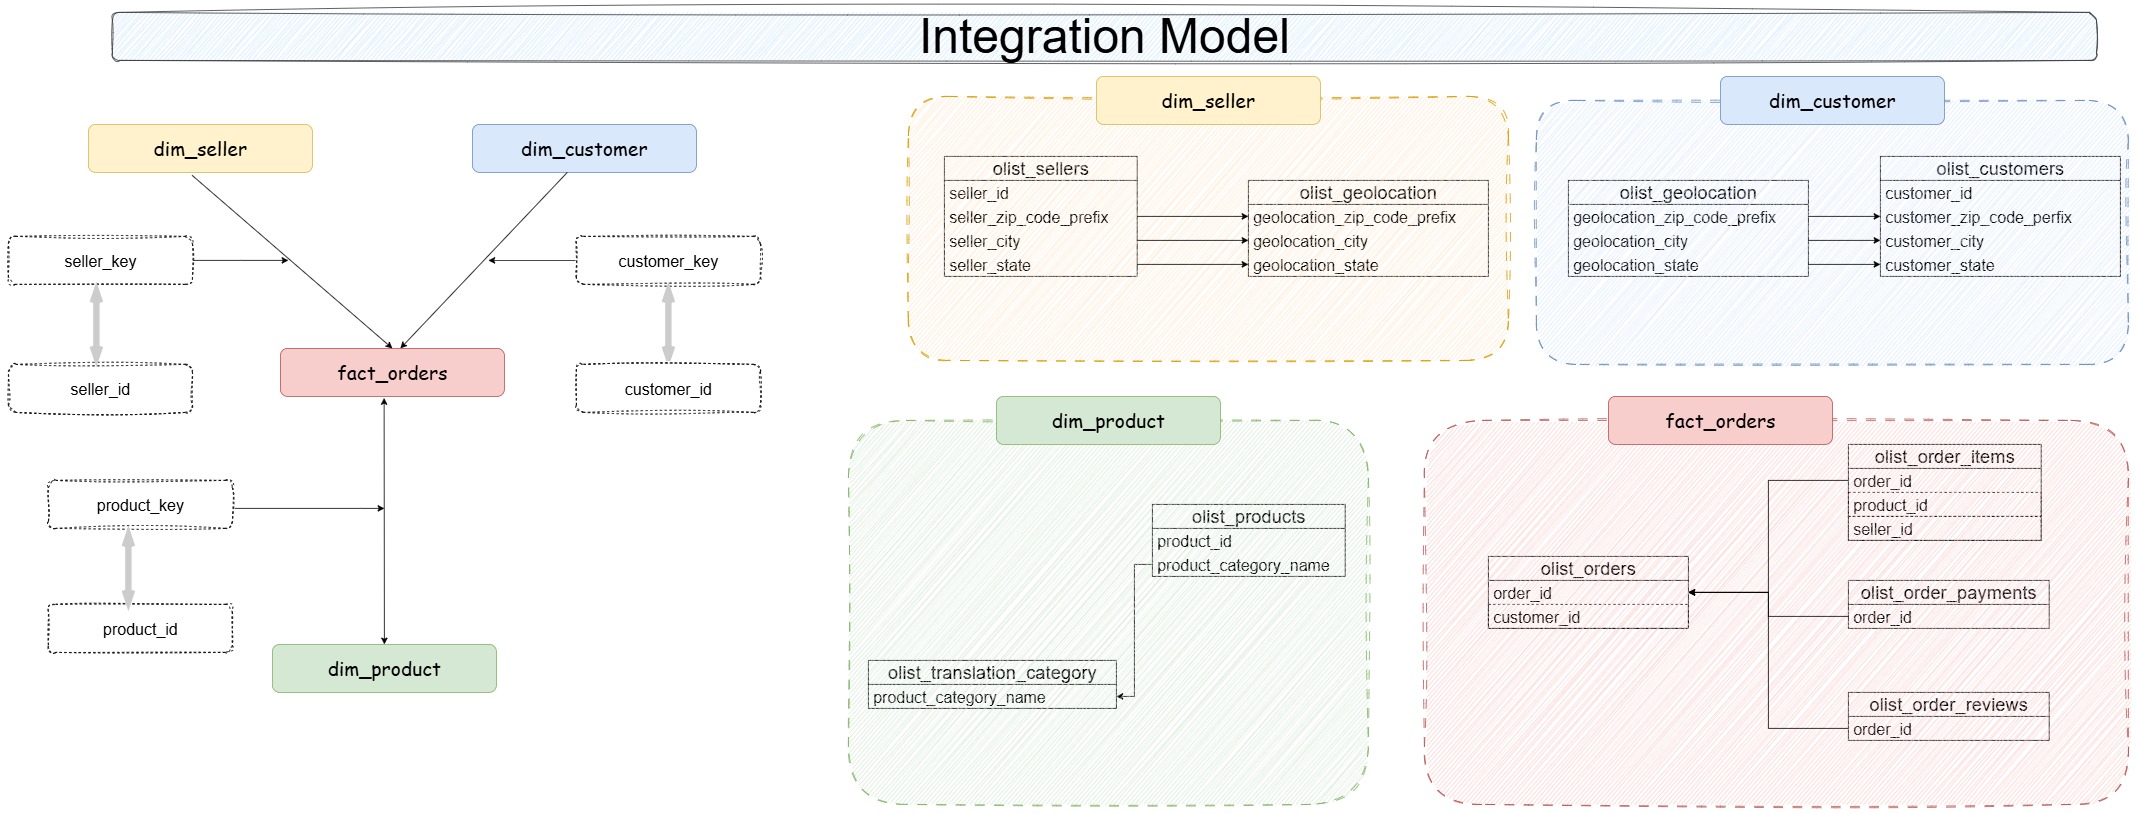 Integration Model
dim_seller
dim_customer
seller_key
customer_key
seller_id
customer_id
fact_orders
product_key
product_id
dim_product
dim_seller
olist_sellers
seller_id
seller_zip_code_prefix
seller_city
seller_state
olist_geolocation
geolocation_zip_code_prefix
geolocation_city
geolocation_state
dim_customer
olist_geolocation
geolocation_zip_code_prefix
geolocation_city
geolocation_state
olist_customers
customer_id
customer_zip_code_perfix
customer_city
customer_state
dim_product
olist_products
product_id
product_category_name
olist_translation_category
product_category_name
fact_orders
olist_orders
order_id
customer_id
olist_order_items
order_id
product_id
seller_id
olist_order_payments
order_id
olist_order_reviews
order_id